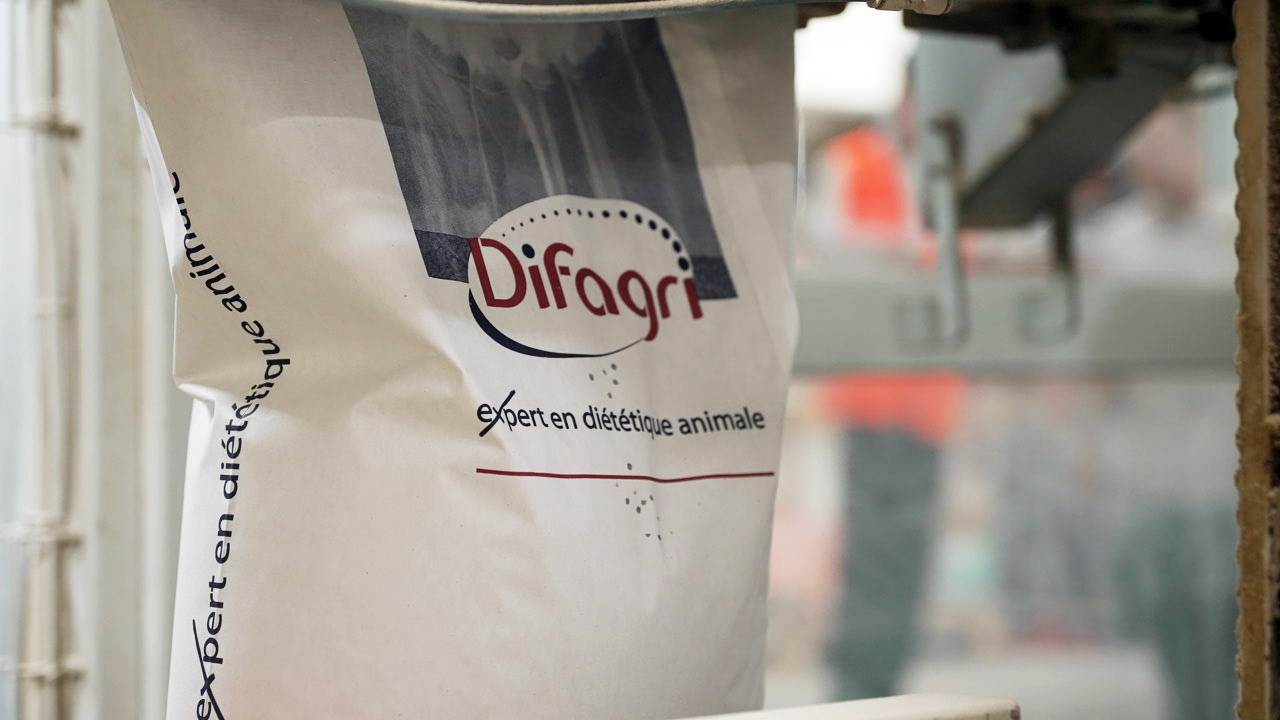 Difagri
expert en diététique animale
expert en diététique animale